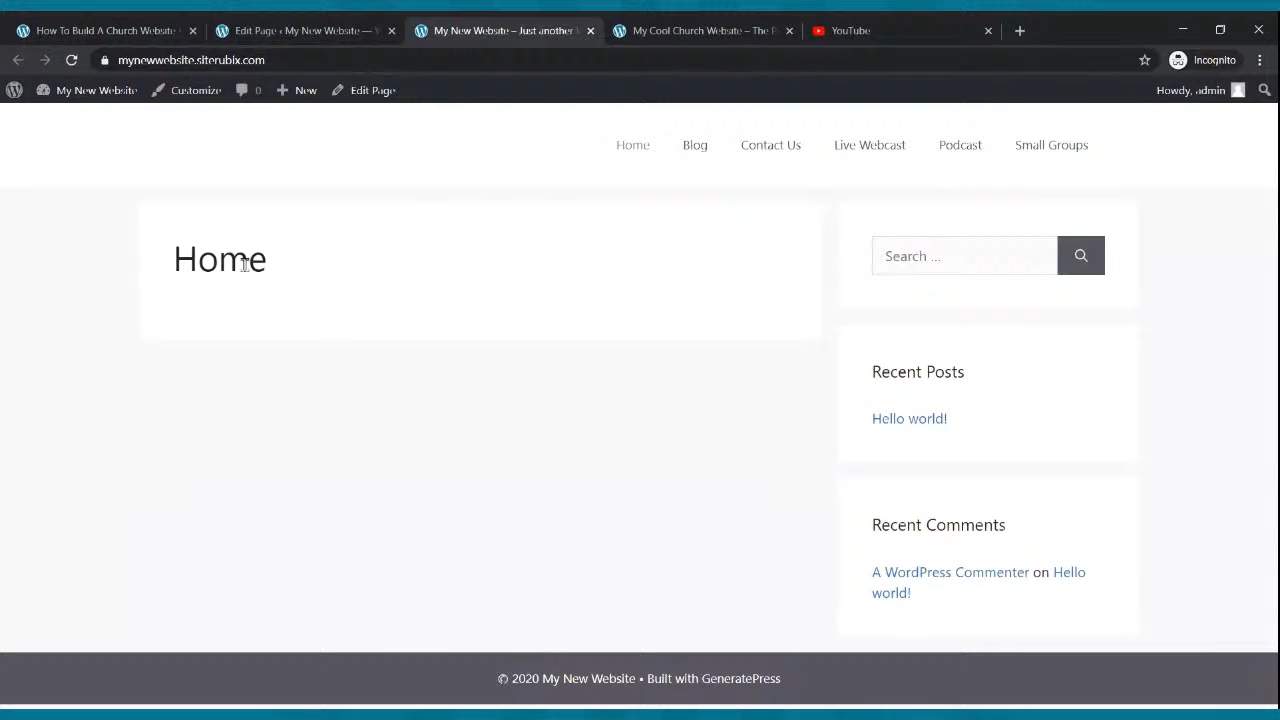 How To Build A Church Website
Edit Page ‹ My New Website —
My New Website – Just another
My Cool Church Website – The
YouTube
mynewwebsite.siterubix.com
Incognito
My New Website
Customize
0
New
Edit Page
Howdy, admin
Home
Blog
Contact Us
Live Webcast
Podcast
Small Groups
Home
Search ...
Recent Posts
Hello world!
Recent Comments
A WordPress Commenter on Hello
world!
© 2020 My New Website • Built with GeneratePress